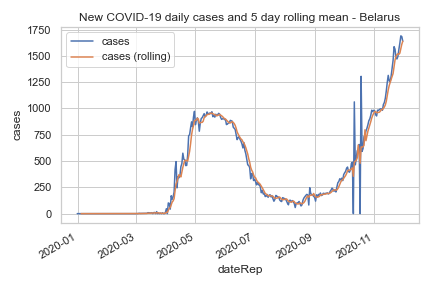 New COVID-19 daily cases and 5 day rolling mean - Belarus
1750
1500
1250
1000
750
500
250
0
cases
cases
cases (rolling)
2020-01
2020-03
2020-05
2020-07
2020-09
2020-11
dateRep